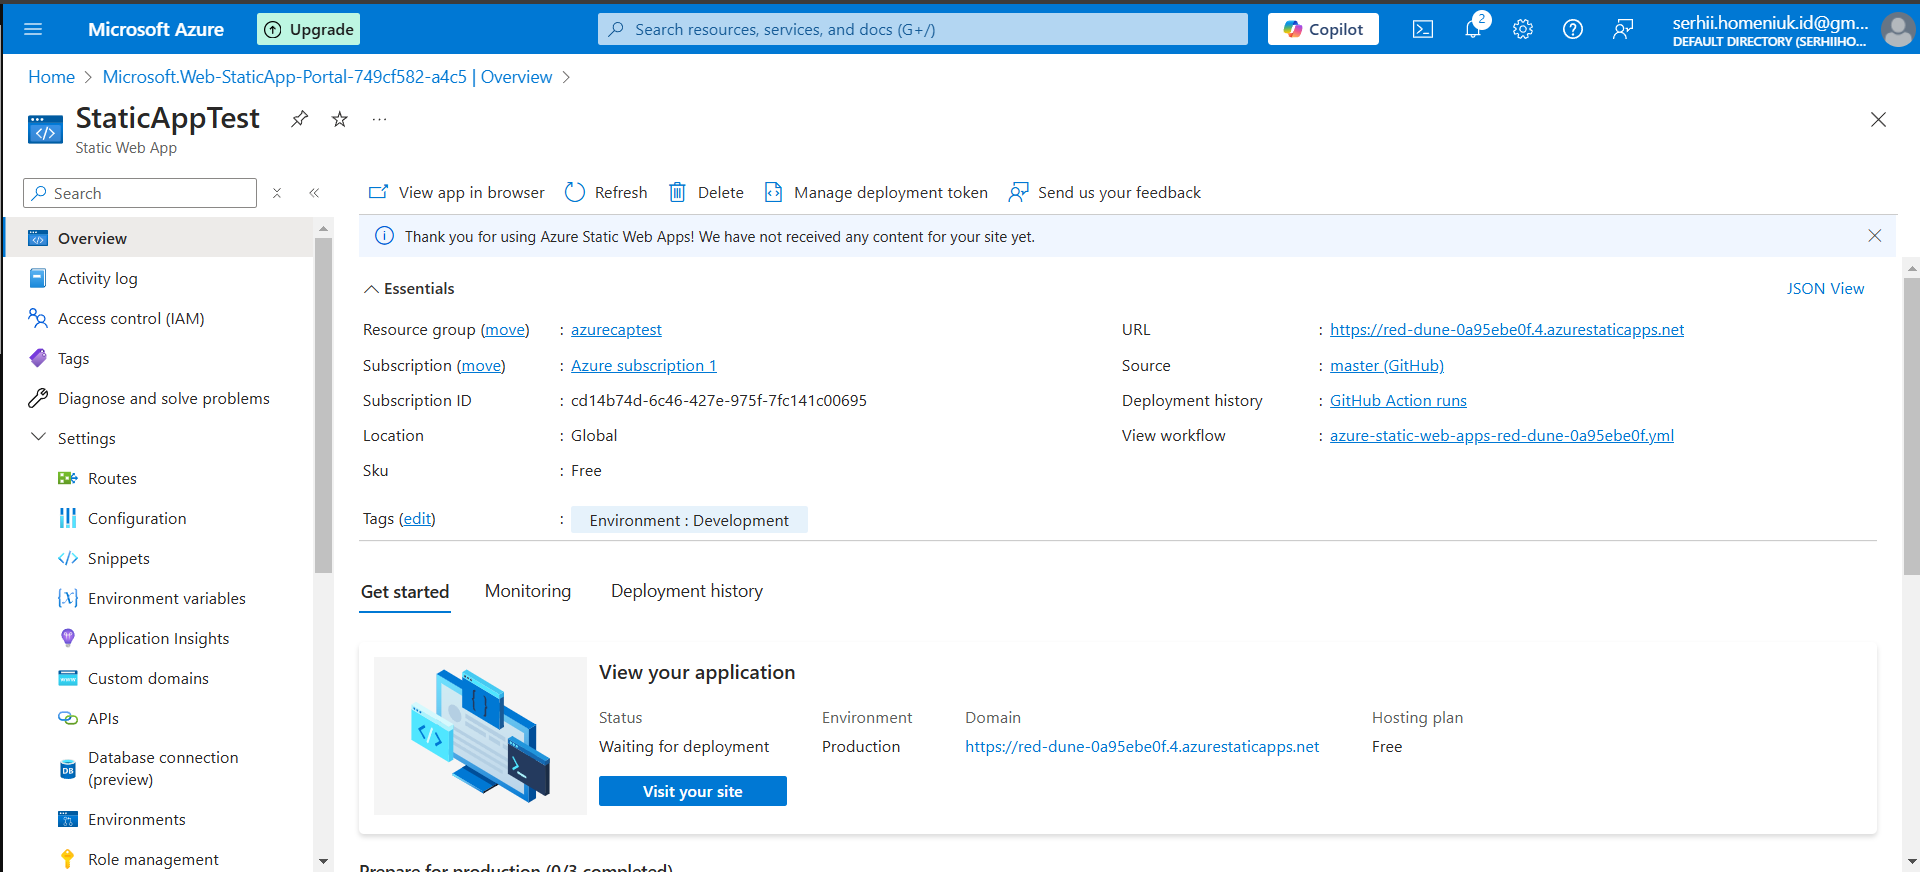 Microsoft Azure
Upgrade
Search resources, services, and docs (G+/)
Copilot
2
serhii.homeniuk.id@gm...
DEFAULT DIRECTORY (SERHIIHO...
Home > Microsoft.Web-StaticApp-Portal-749cf582-a4c5 | Overview >
StaticAppTest
Static Web App
Search
View app in browser
Refresh
Delete
Manage deployment token
Send us your feedback
Thank you for using Azure Static Web Apps! We have not received any content for your site yet.
Overview
Activity log
Access control (IAM)
Tags
Diagnose and solve problems
Settings
Routes
Configuration
Snippets
Environment variables
Application Insights
Custom domains
APIs
Database connection
(preview)
Environments
Role management
Essentials
JSON View
Resource group (move) : azurecaptest
Subscription (move) : Azure subscription 1
Subscription ID : cd14b74d-6c46-427e-975f-7fc141c00695
Location : Global
Sku : Free
Tags (edit) : Environment : Development
URL : https://red-dune-0a95ebe0f.4.azurestaticapps.net
Source : master (GitHub)
Deployment history : GitHub Action runs
View workflow : azure-static-web-apps-red-dune-0a95ebe0f.yml
Get started
Monitoring
Deployment history
View your application
Status
Waiting for deployment
Environment
Production
Domain
https://red-dune-0a95ebe0f.4.azurestaticapps.net
Hosting plan
Free
Visit your site
Prepare for production (0/3 completed)